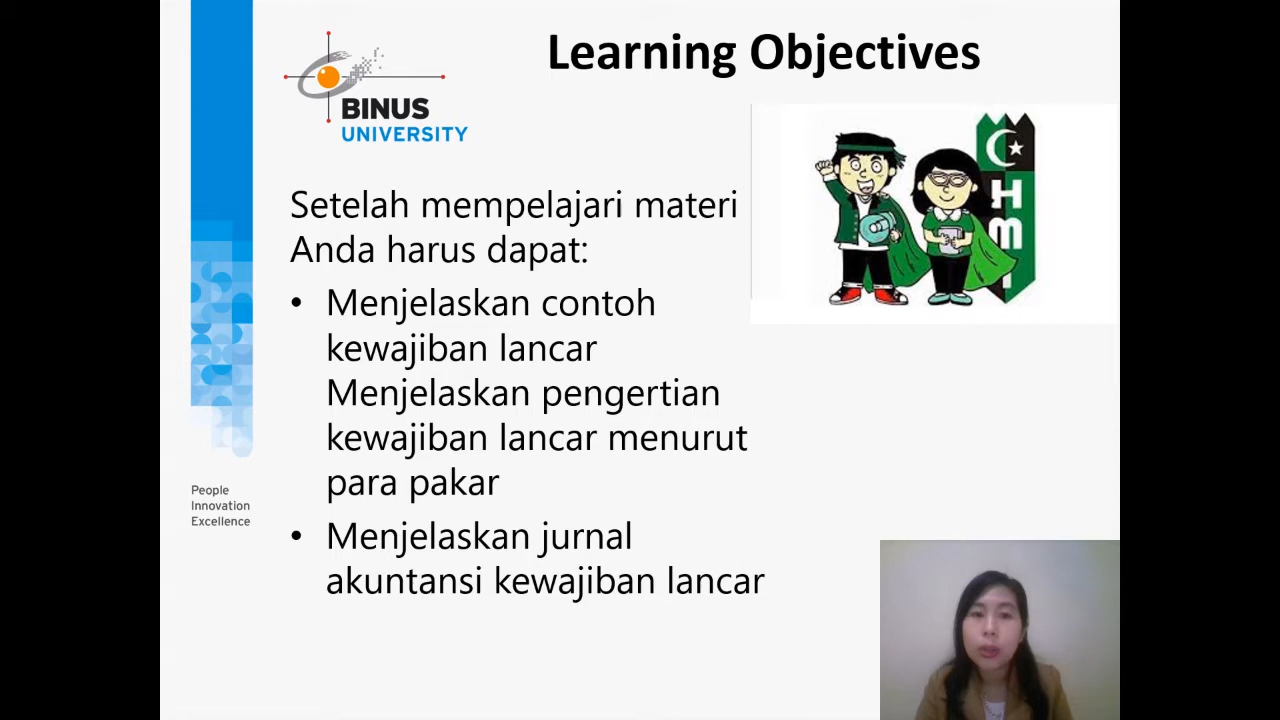 Learning Objectives
BINUS
UNIVERSITY
HMI
Setelah mempelajari materi
Anda harus dapat:
• Menjelaskan contoh
kewajiban lancar
Menjelaskan pengertian
kewajiban lancar menurut
para pakar
• Menjelaskan jurnal
akuntansi kewajiban lancar
People
Innovation
Excellence